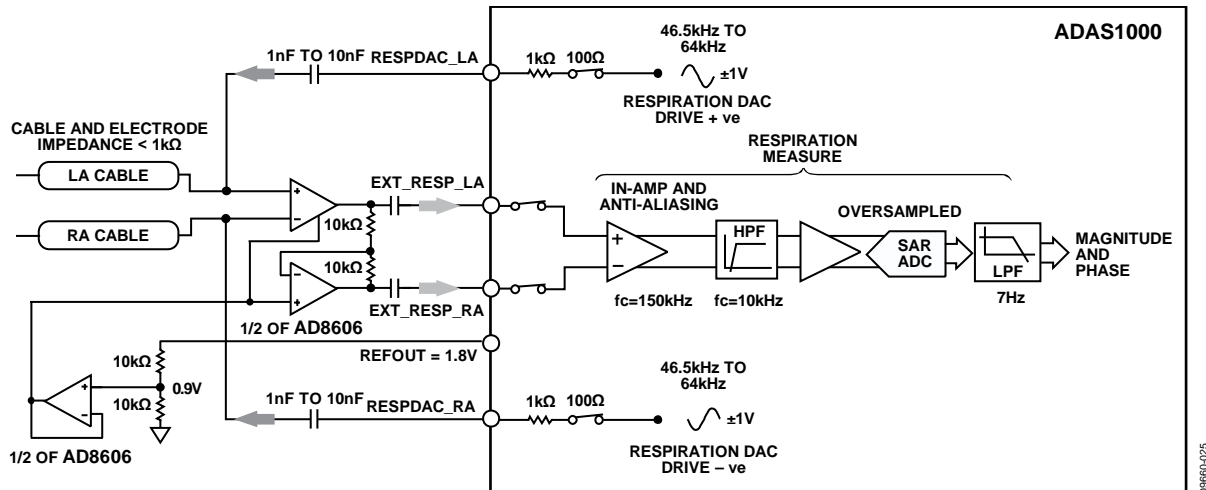 ADAS1000
46.5kHz TO
64kHz
1nF TO 10nF
RESPDAC_LA
1kΩ
100Ω
±1V
RESPIRATION DAC
DRIVE + ve
CABLE AND ELECTRODE
IMPEDANCE < 1kΩ
LA CABLE
RA CABLE
+
–
EXT_RESP_LA
10kΩ
10kΩ
–
+
EXT_RESP_RA
1/2 OF AD8606
RESPIRATION
MEASURE
IN-AMP AND
ANTI-ALIASING
+
–
fc=150kHz
HPF
fc=10kHz
OVERSAMPLED
SAR
ADC
LPF
7Hz
MAGNITUDE
AND
PHASE
REFOUT = 1.8V
10kΩ
0.9V
10kΩ
+
–
1/2 OF AD8606
1nF TO 10nF
RESPDAC_RA
1kΩ
100Ω
46.5kHz TO
64kHz
±1V
RESPIRATION DAC
DRIVE – ve
09660-025